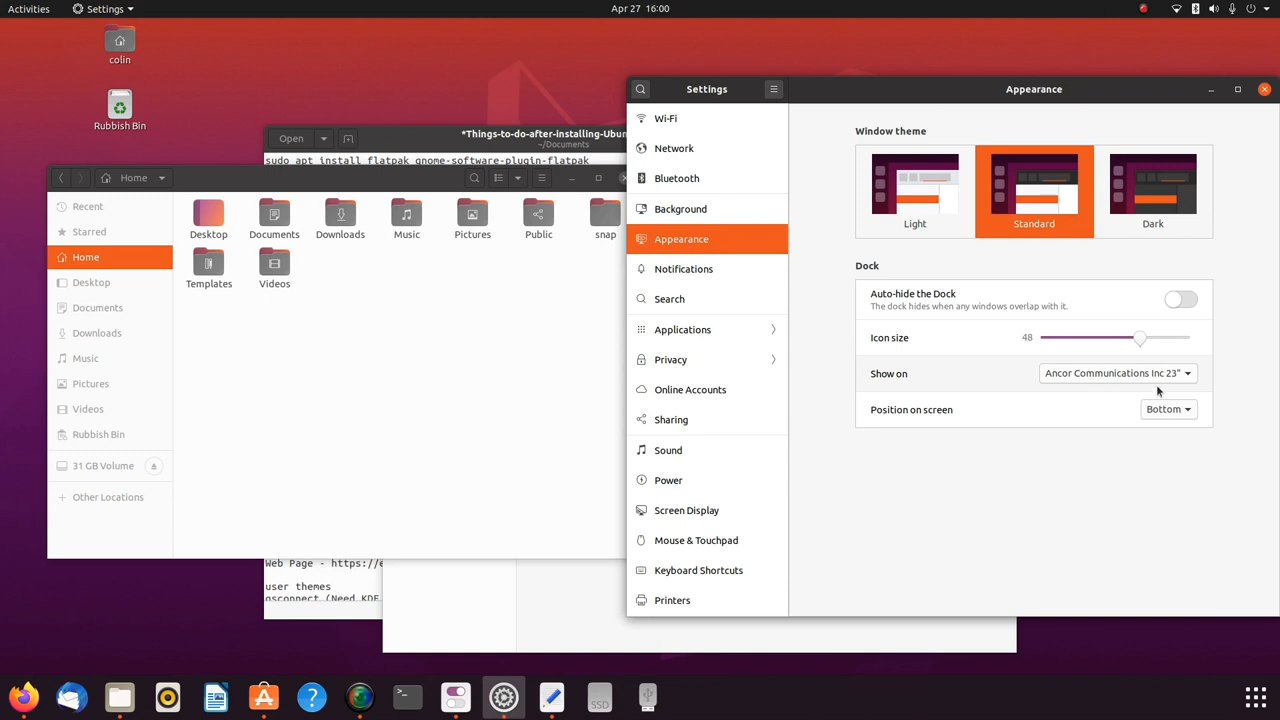 Activities
Settings
Apr 27 16:00
colin
Rubbish Bin
Open
*Things-to-do-after-installing-Ubun
~/Documents
sudo apt install flatpak gnome-software-plugin-flatpak
Home
Recent
Starred
Home
Desktop
Documents
Downloads
Music
Pictures
Videos
Rubbish Bin
31 GB Volume
Other Locations
Desktop
Documents
Downloads
Music
Pictures
Public
snap
Templates
Videos
Web Page - https://e
user themes
gsconnect (Need KDE
Settings
Wi-Fi
Network
Bluetooth
Background
Appearance
Notifications
Search
Applications
Privacy
Online Accounts
Sharing
Sound
Power
Screen Display
Mouse & Touchpad
Keyboard Shortcuts
Printers
Appearance
Window theme
Light
Standard
Dark
Dock
Auto-hide the Dock
The dock hides when any windows overlap with it.
Icon size
48
Show on
Ancor Communications Inc 23"
Position on screen
Bottom
SSD